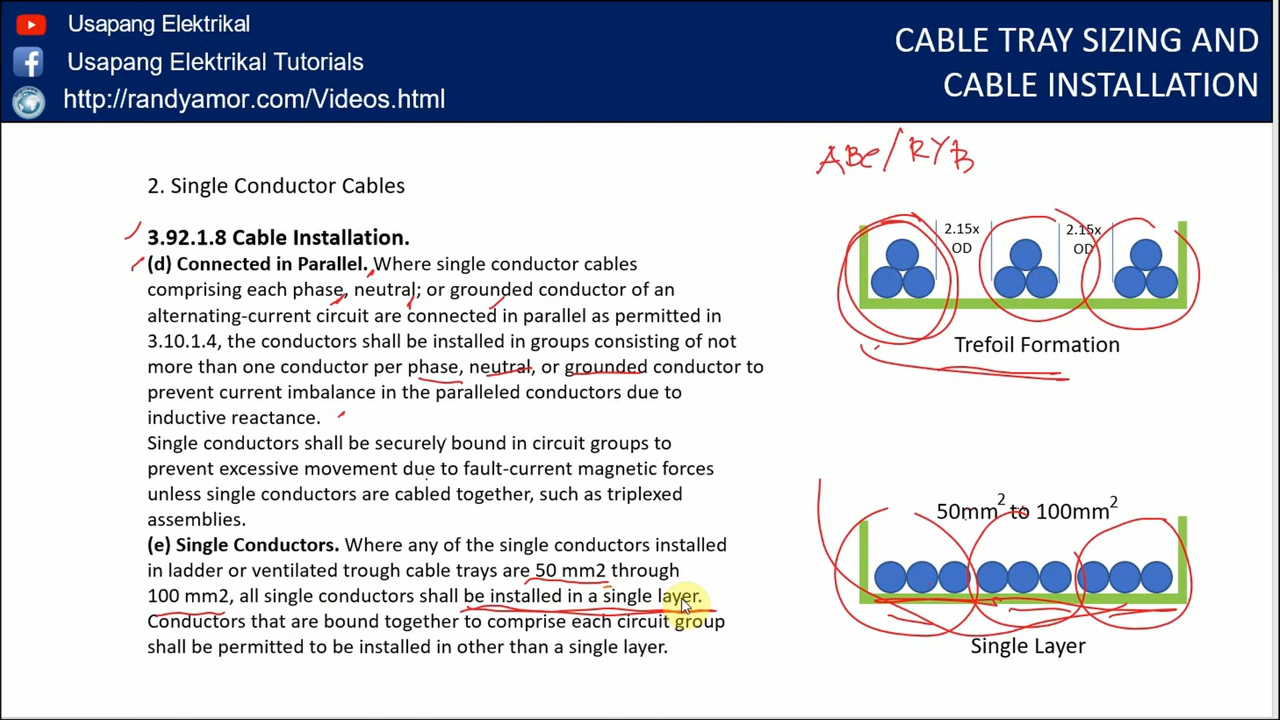 Usapang Elektrikal
Usapang Elektrikal Tutorials
http://randyamor.com/Videos.html
CABLE TRAY SIZING AND
CABLE INSTALLATION
2. Single Conductor Cables
3.92.1.8 Cable Installation.
(d) Connected in Parallel. Where single conductor cables
comprising each phase, neutral; or grounded conductor of an
alternating-current circuit are connected in parallel as permitted in
3.10.1.4, the conductors shall be installed in groups consisting of not
more than one conductor per phase, neutral, or grounded conductor to
prevent current imbalance in the paralleled conductors due to
inductive reactance.
Single conductors shall be securely bound in circuit groups to
prevent excessive movement due to fault-current magnetic forces
unless single conductors are cabled together, such as triplexed
assemblies.
(e) Single Conductors. Where any of the single conductors installed
in ladder or ventilated trough cable trays are 50 mm2 through
100 mm2, all single conductors shall be installed in a single layer.
Conductors that are bound together to comprise each circuit group
shall be permitted to be installed in other than a single layer.
ABC/RYB
2.15x
OD
2.15x
OD
Trefoil Formation
50mm² to 100mm²
Single Layer